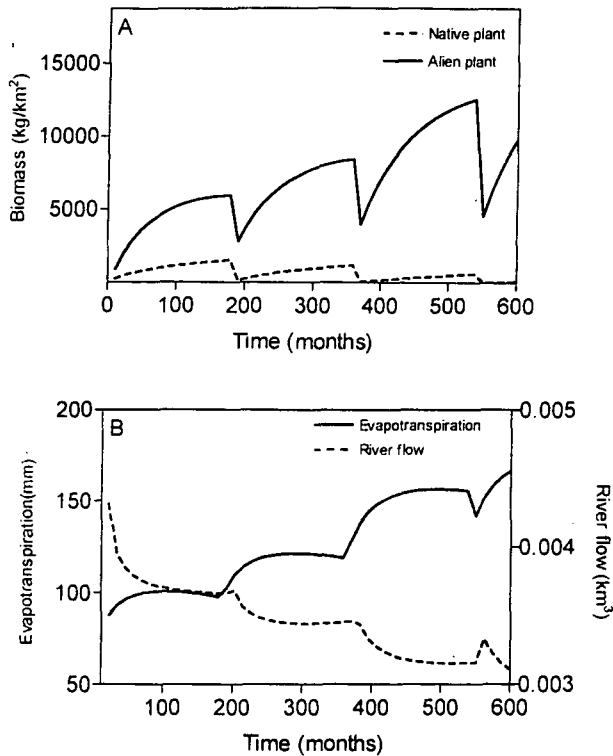 A
Native plant
Alien plant
15000
10000
5000
Biomass (kg/km²)
0 100 200 300 400 500 600
Time (months)
B
Evapotranspiration
River flow
200
150
100
50
Evapotranspiration(mm)
0.005
0.004
0.003
River flow (km³)
100 200 300 400 500 600
Time (months)